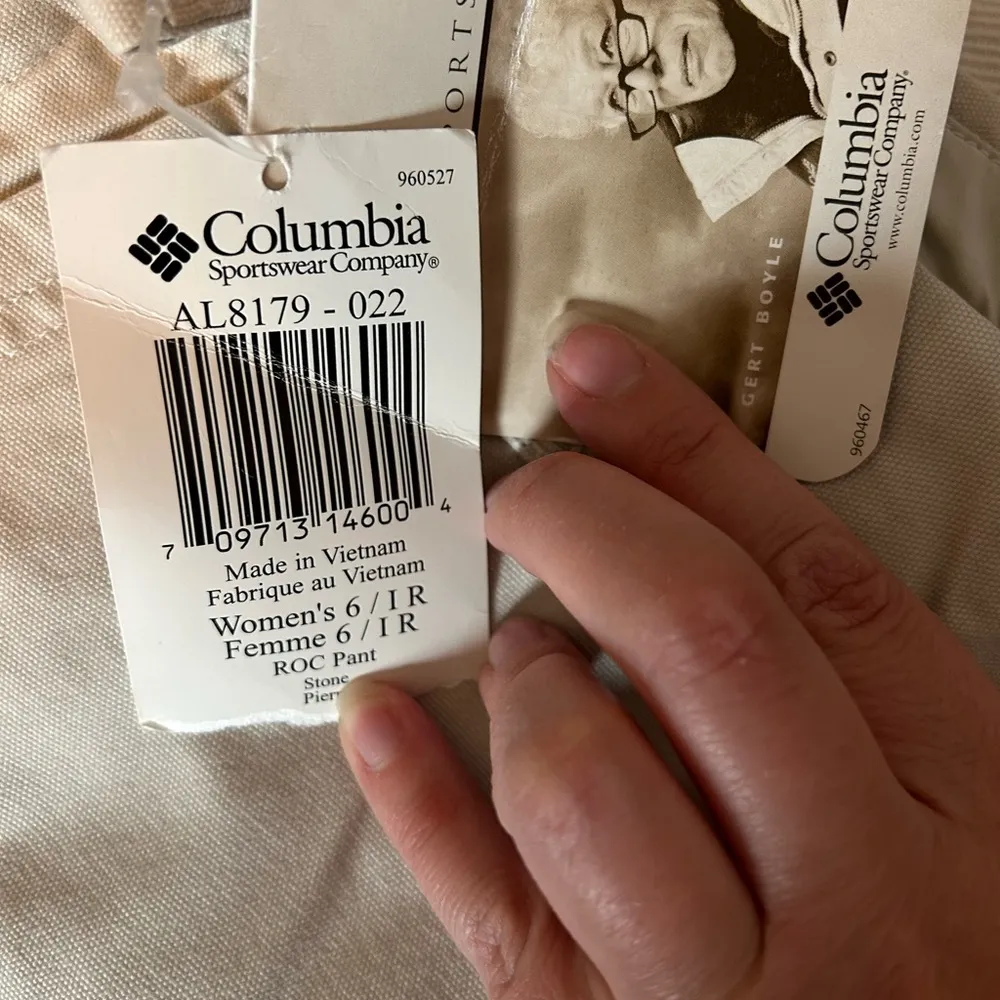 960527
Columbia
Sportswear Company®
AL8179 - 022
7 09713 14600 4
Made in Vietnam
Fabrique au Vietnam
Women's 6 / I R
Femme 6 / I R
ROC Pant
Stone
GERT BOYLE
Columbia
Sportswear Company®
www.columbia.com
960467